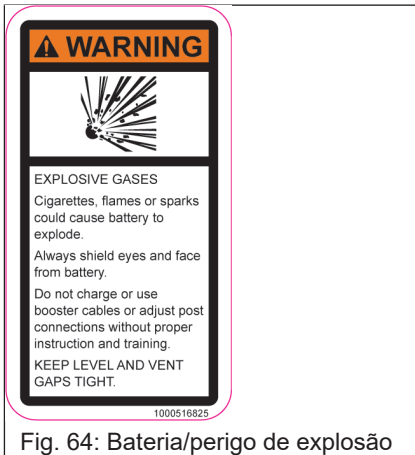 WARNING
EXPLOSIVE GASES
Cigarettes, flames or sparks
could cause battery to
explode.
Always shield eyes and face
from battery.
Do not charge or use
booster cables or adjust post
connections without proper
instruction and training.
KEEP LEVEL AND VENT
GAPS TIGHT.
1000516825
Fig. 64: Bateria/perigo de explosão